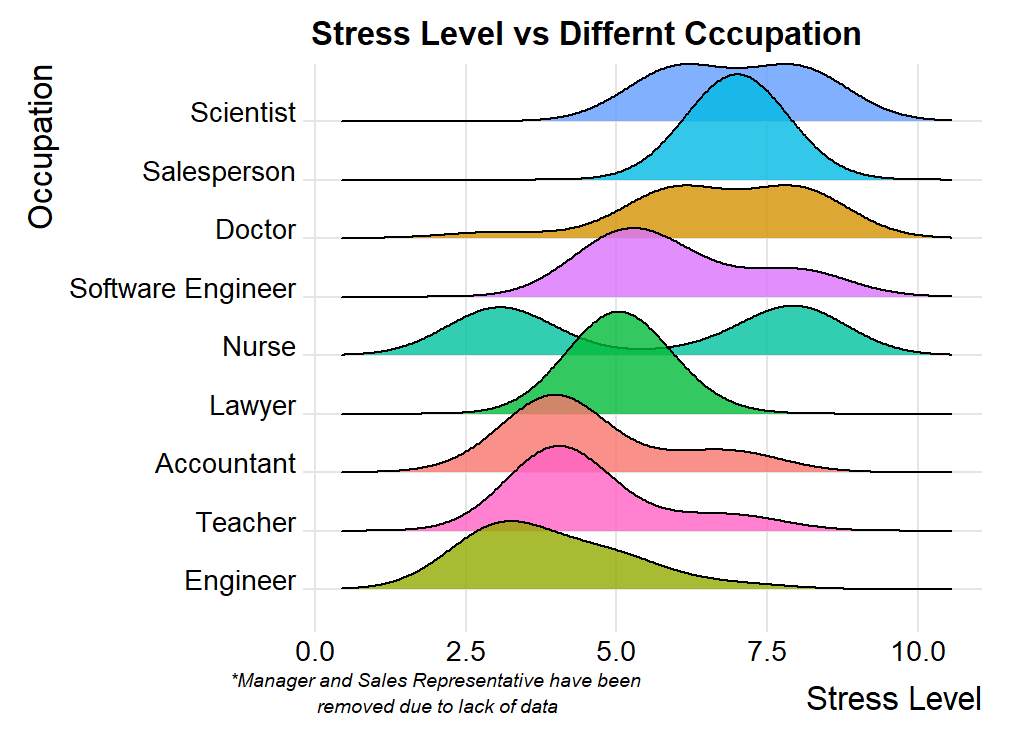 Stress Level vs Differnt Cccupation
Occupation
Scientist
Salesperson
Doctor
Software Engineer
Nurse
Lawyer
Accountant
Teacher
Engineer
0.0 2.5 5.0 7.5 10.0
*Manager and Sales Representative have been
removed due to lack of data
Stress Level